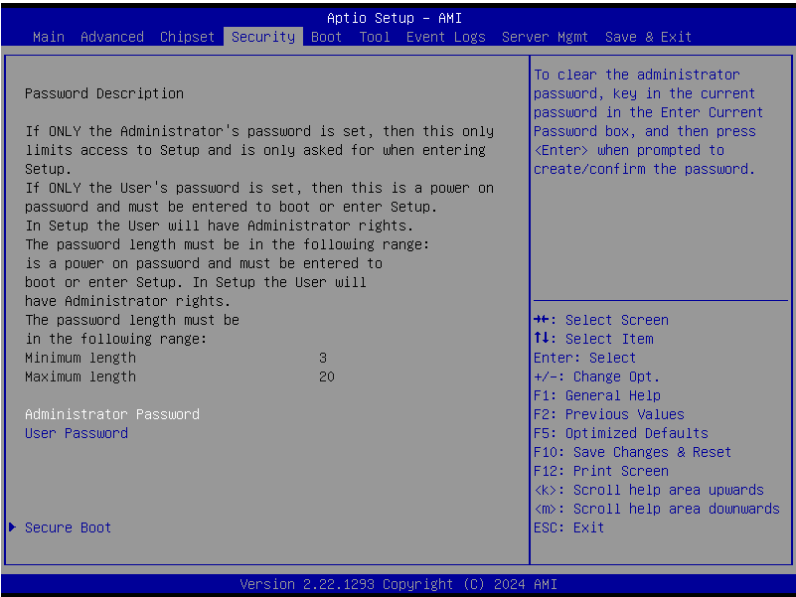 Aptio Setup – AMI
Main Advanced Chipset Security Boot Tool Event Logs Server Mgmt Save & Exit
Password Description
If ONLY the Administrator's password is set, then this only
limits access to Setup and is only asked for when entering
Setup.
If ONLY the User's password is set, then this is a power on
password and must be entered to boot or enter Setup.
In Setup the User will have Administrator rights.
The password length must be in the following range:
is a power on password and must be entered to
boot or enter Setup. In Setup the User will
have Administrator rights.
The password length must be
in the following range:
Minimum length 3
Maximum length 20
Administrator Password
User Password
Secure Boot
To clear the administrator
password, key in the current
password in the Enter Current
Password box, and then press
<Enter> when prompted to
create/confirm the password.
→←: Select Screen
↑↓: Select Item
Enter: Select
+/-: Change Opt.
F1: General Help
F2: Previous Values
F5: Optimized Defaults
F10: Save Changes & Reset
F12: Print Screen
<k>: Scroll help area upwards
<m>: Scroll help area downwards
ESC: Exit
Version 2.22.1293 Copyright (C) 2024 AMI